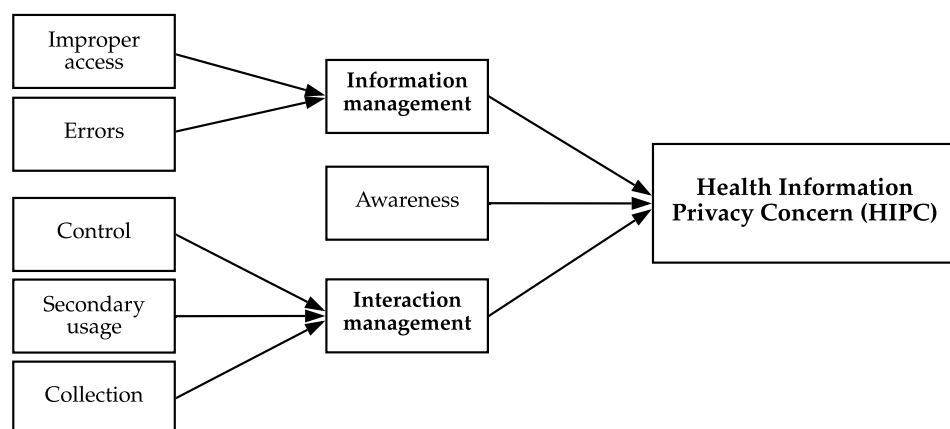 Improper
access
Errors
Control
Secondary
usage
Collection
Information
management
Awareness
Interaction
management
Health Information
Privacy Concern (HIPC)